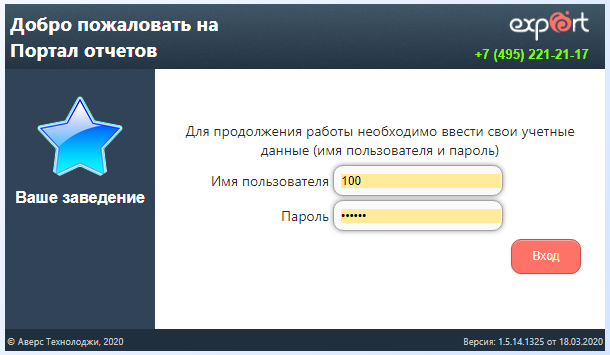 Добро пожаловать на
Портал отчетов
expert
+7 (495) 221-21-17
Ваше заведение
Для продолжения работы необходимо ввести свои учетные
данные (имя пользователя и пароль)
Имя пользователя 100
Пароль ••••••
Вход
© Аверс Технолоджи, 2020
Версия: 1.5.14.1325 от 18.03.2020